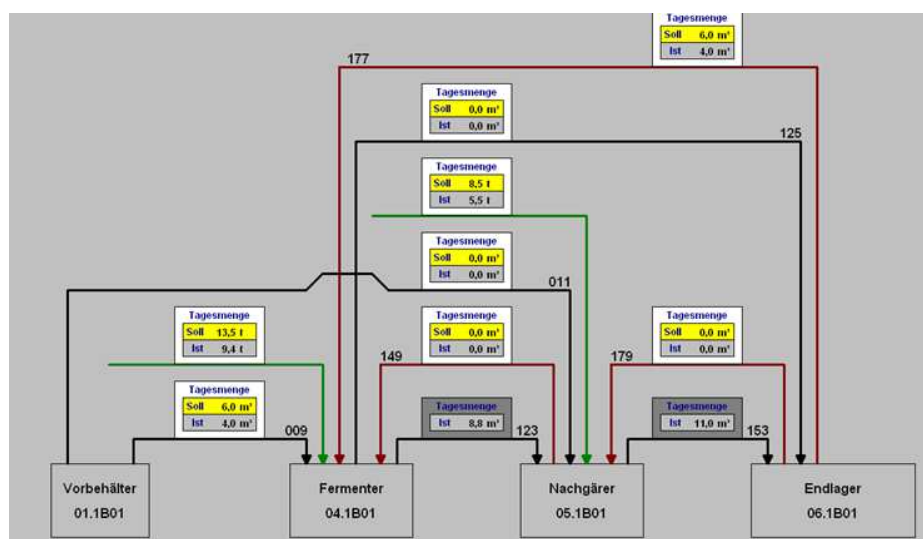 Tagesmenge
Soll 6,0 m³
Ist 4,0 m³
177
Tagesmenge
Soll 0,0 m³
Ist 0,0 m³
125
Tagesmenge
Soll 8,5 t
Ist 5,5 t
Tagesmenge
Soll 0,0 m³
Ist 0,0 m³
011
Tagesmenge
Soll 13,5 t
Ist 9,4 t
Tagesmenge
Soll 0,0 m³
Ist 0,0 m³
149
Tagesmenge
Soll 0,0 m³
Ist 0,0 m³
179
Tagesmenge
Soll 6,0 m³
Ist 4,0 m³
009
Tagesmenge
Ist 8,8 m³
123
Tagesmenge
Ist 11,0 m³
153
Vorbehälter
01.1B01
Fermenter
04.1B01
Nachgärer
05.1B01
Endlager
06.1B01